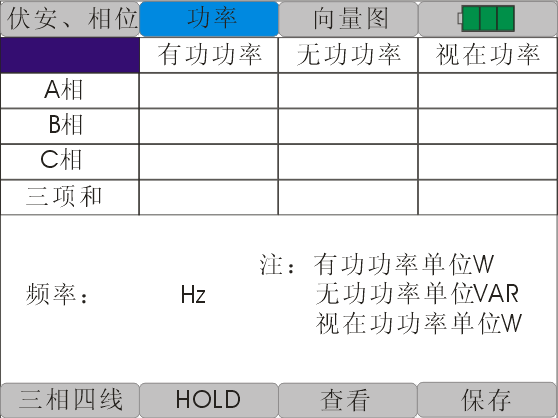 伏安、相位 功率 向量图
有功功率 无功功率 视在功率
A相
B相
C相
三项和
注：有功功率单位W
频率： Hz 无功功率单位VAR
视在功功率单位W
三相四线 HOLD 查看 保存